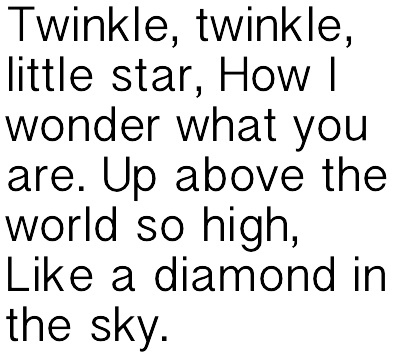 Twinkle, twinkle,
little star, How I
wonder what you
are. Up above the
world so high,
Like a diamond in
the sky.